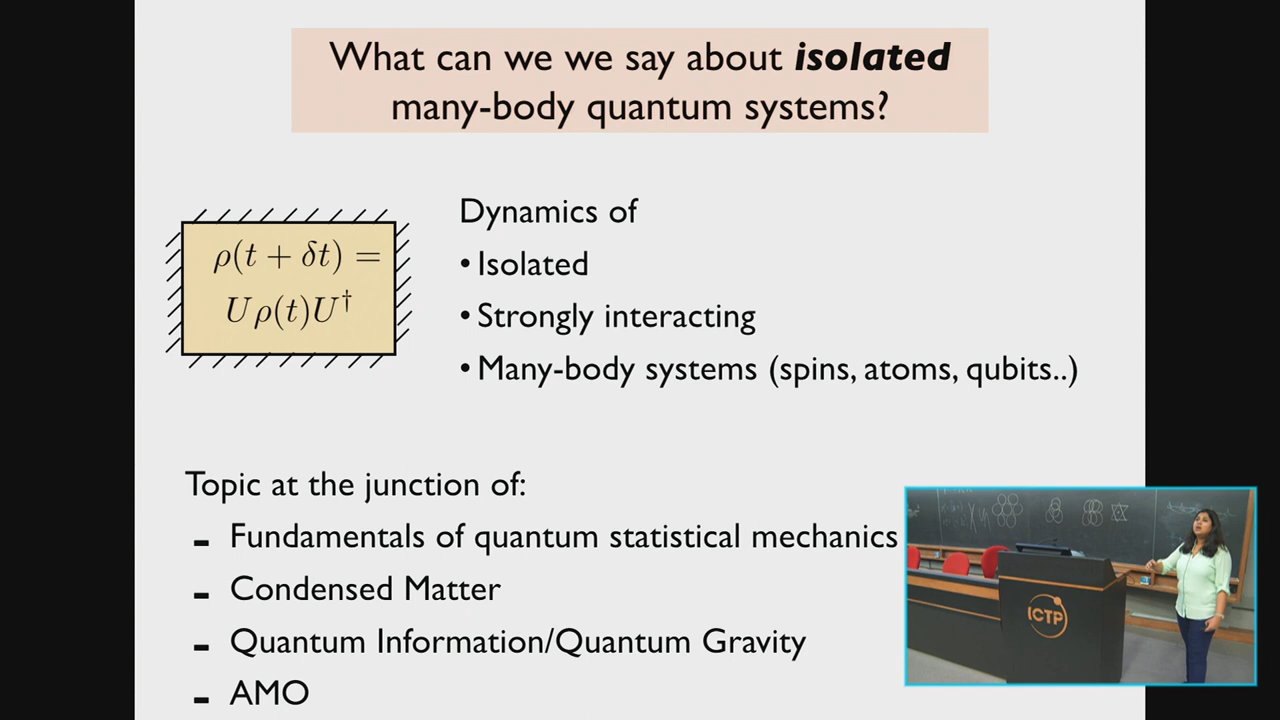 What can we we say about isolated
many-body quantum systems?
ρ(t + δt) =
Uρ(t)U†
Dynamics of
• Isolated
• Strongly interacting
• Many-body systems (spins, atoms, qubits..)
Topic at the junction of:
- Fundamentals of quantum statistical mechanics
- Condensed Matter
- Quantum Information/Quantum Gravity
- AMO
ICTP